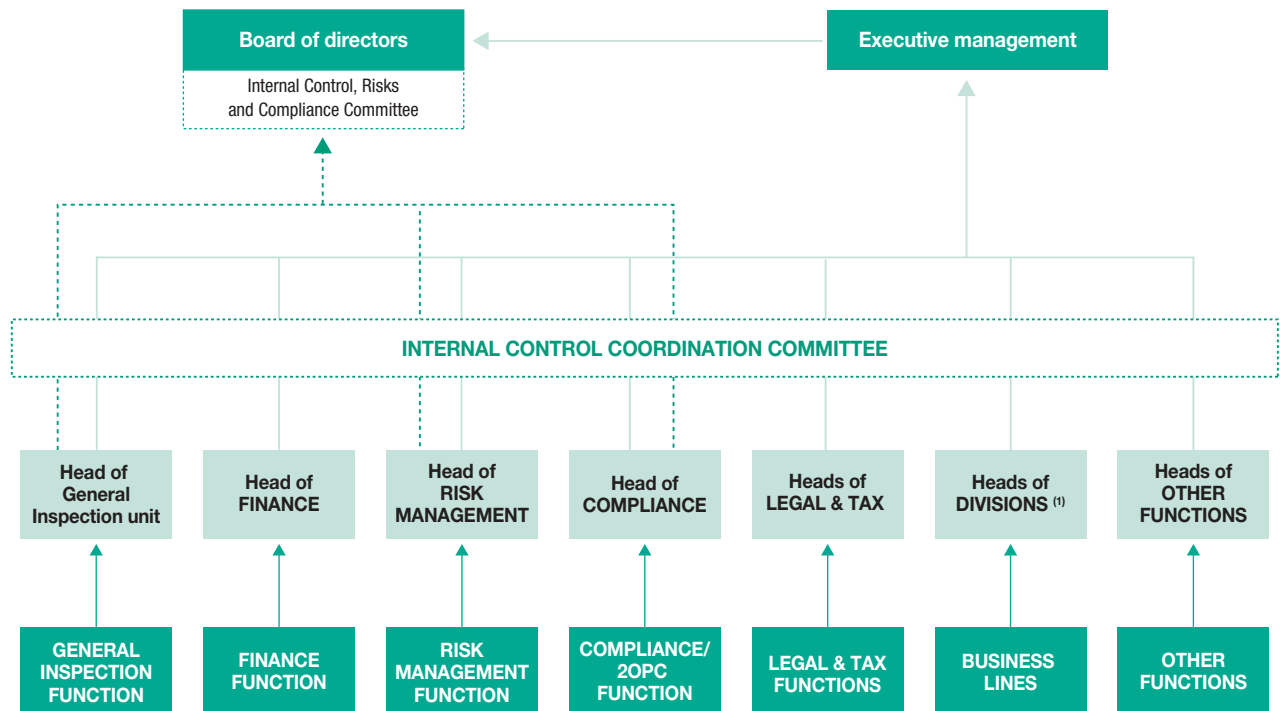 Board of directors
Executive management
Internal Control, Risks
and Compliance Committee
INTERNAL CONTROL COORDINATION COMMITTEE
Head of
General
Inspection unit
Head of
FINANCE
Head of
RISK
MANAGEMENT
Head of
COMPLIANCE
Heads of
LEGAL & TAX
Heads of
DIVISIONS (1)
Heads of
OTHER
FUNCTIONS
GENERAL
INSPECTION
FUNCTION
FINANCE
FUNCTION
RISK
MANAGEMENT
FUNCTION
COMPLIANCE/
2OPC
FUNCTION
LEGAL & TAX
FUNCTIONS
BUSINESS
LINES
OTHER
FUNCTIONS